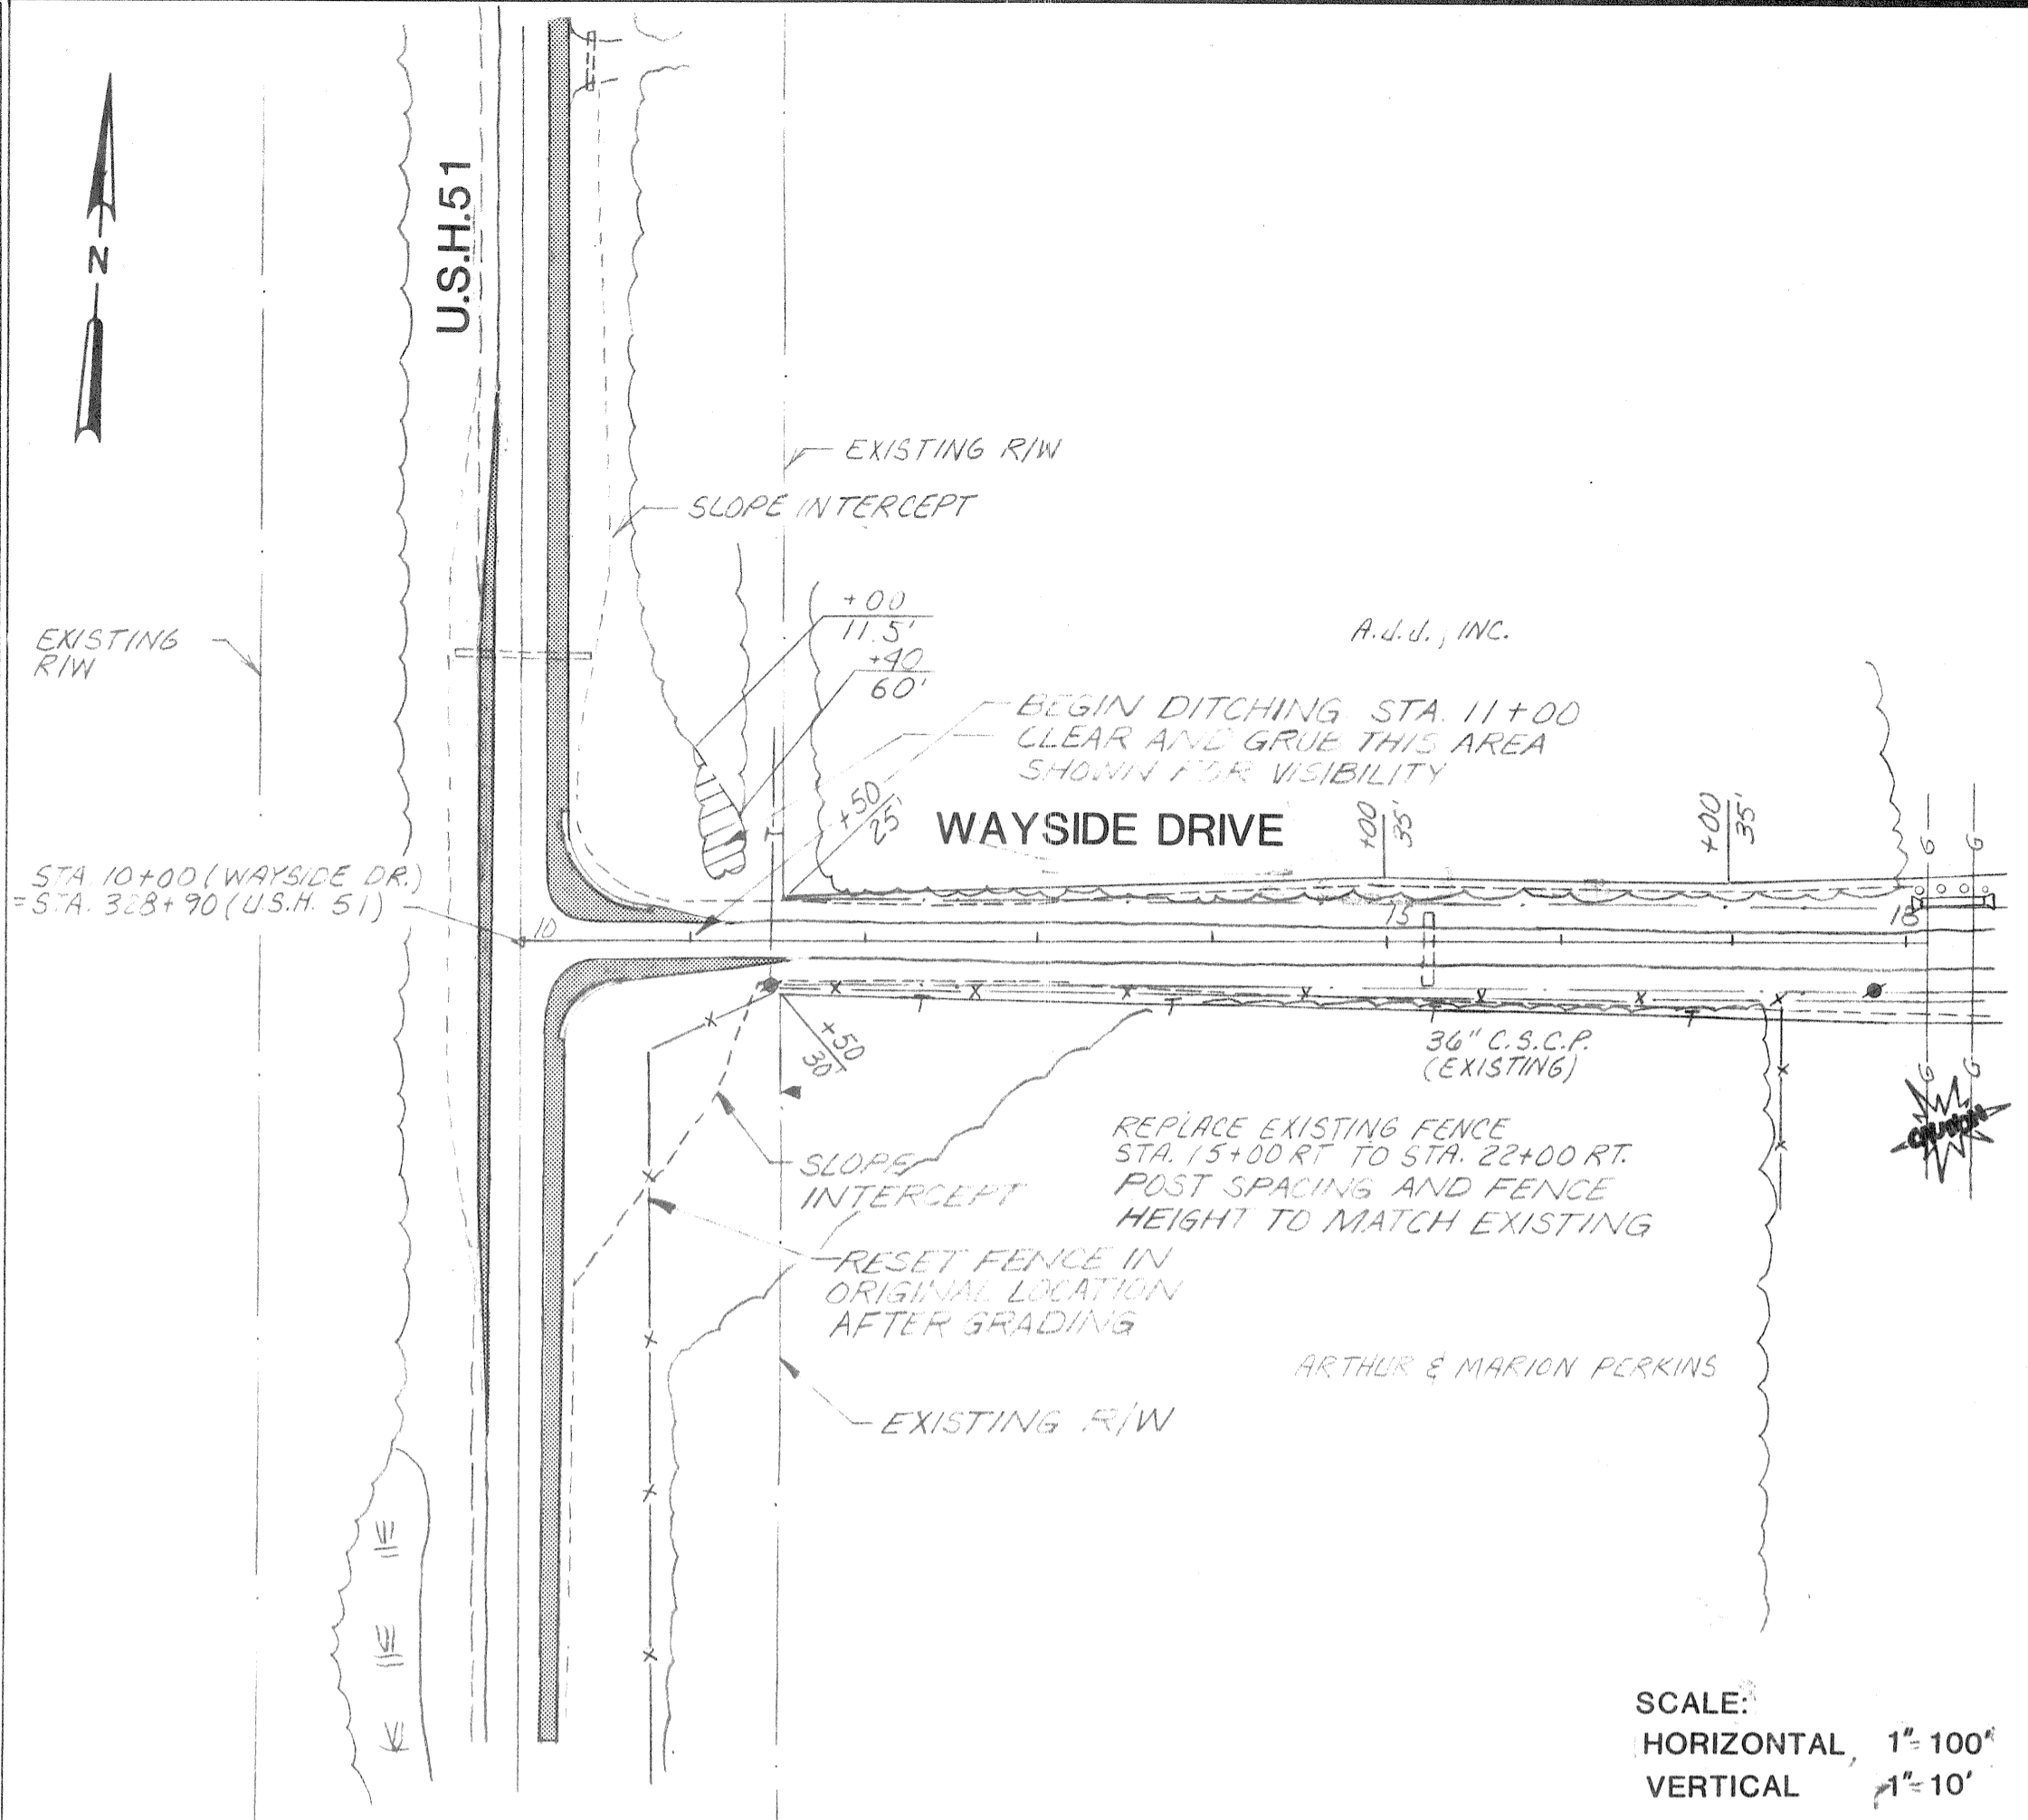 N
U.S.H.51
EXISTING R/W
SLOPE INTERCEPT
+00
11.5'
+40
60'
EXISTING
R/W
A.J.J., INC.
BEGIN DITCHING STA. 11+00
CLEAR AND GRUB THIS AREA
SHOWN FOR VISIBILITY
+50
25'
T
WAYSIDE DRIVE
+00
35'
+00
35'
G G
STA. 10+00 (WAYSIDE DR.)
= STA. 328+90 (U.S.H. 51)
10
15
18
T T T T
+50
30'
36" C.S.C.P.
(EXISTING)
G G
CAUTION
SLOPE
INTERCEPT
REPLACE EXISTING FENCE
STA. 15+00 RT TO STA. 22+00 RT.
POST SPACING AND FENCE
HEIGHT TO MATCH EXISTING
RESET FENCE IN
ORIGINAL LOCATION
AFTER GRADING
ARTHUR & MARION PERKINS
EXISTING R/W
SCALE:
HORIZONTAL, 1"=100'
VERTICAL 1"=10'